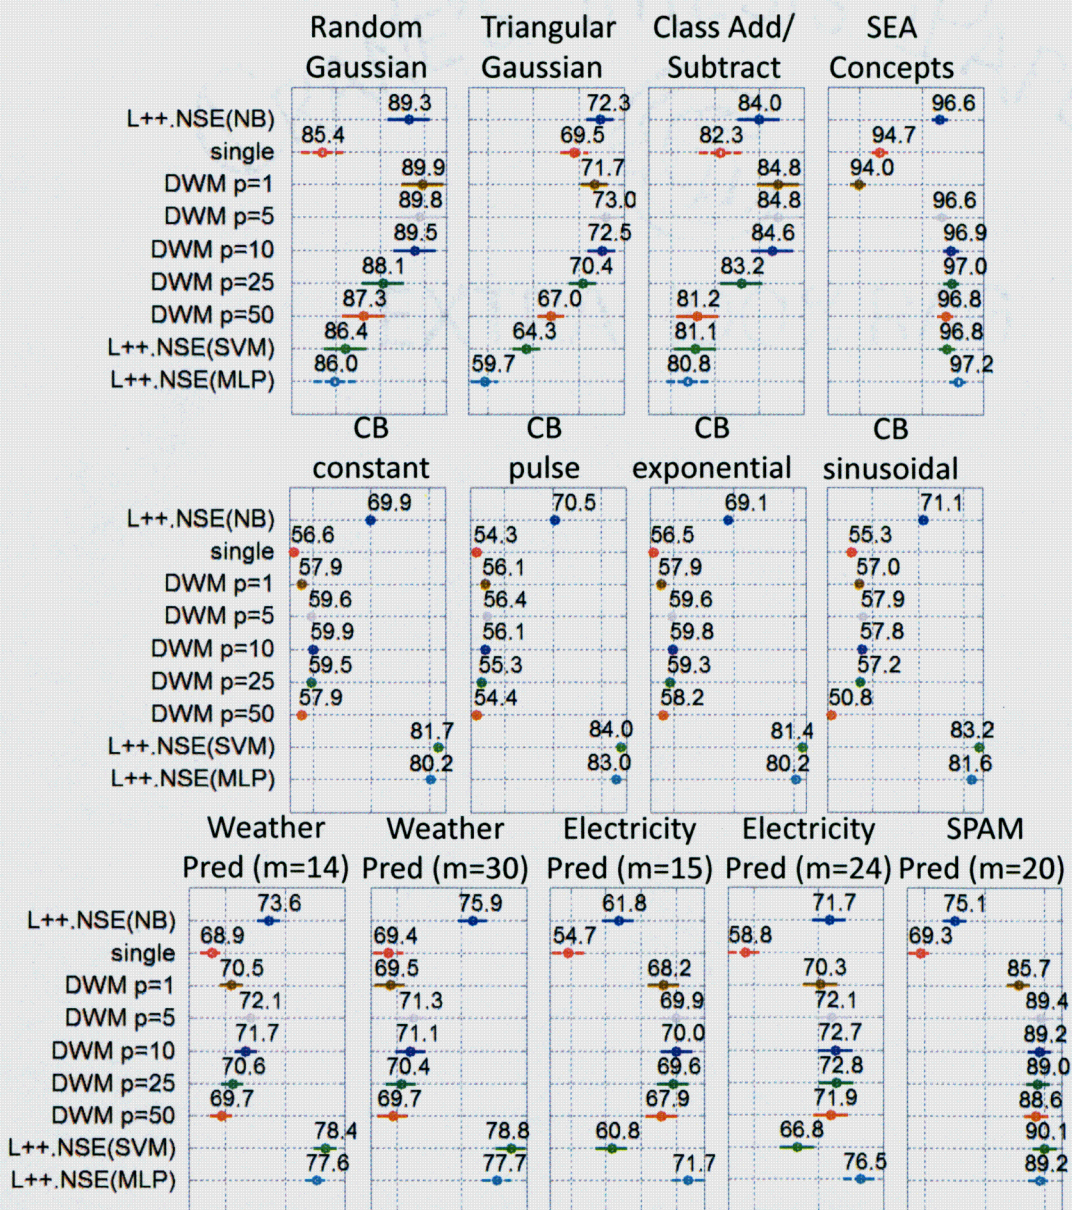 Random Triangular Class Add/ SEA
Gaussian Gaussian Subtract Concepts
L++.NSE(NB) 89.3 72.3 84.0 96.6
single 85.4 69.5 82.3 94.7
DWM p=1 89.9 71.7 84.8 94.0
DWM p=5 89.8 73.0 84.8 96.6
DWM p=10 89.5 72.5 84.6 96.9
DWM p=25 88.1 70.4 83.2 97.0
DWM p=50 87.3 67.0 81.2 96.8
L++.NSE(SVM) 86.4 64.3 81.1 96.8
L++.NSE(MLP) 86.0 59.7 80.8 97.2
CB CB CB CB
constant pulse exponential sinusoidal
L++.NSE(NB) 69.9 70.5 69.1 71.1
single 56.6 54.3 56.5 55.3
DWM p=1 57.9 56.1 57.9 57.0
DWM p=5 59.6 56.4 59.6 57.9
DWM p=10 59.9 56.1 59.8 57.8
DWM p=25 59.5 55.3 59.3 57.2
DWM p=50 57.9 54.4 58.2 50.8
L++.NSE(SVM) 81.7 84.0 81.4 83.2
L++.NSE(MLP) 80.2 83.0 80.2 81.6
Weather Weather Electricity Electricity SPAM
Pred (m=14) Pred (m=30) Pred (m=15) Pred (m=24) Pred (m=20)
L++.NSE(NB) 73.6 75.9 61.8 71.7 75.1
single 68.9 69.4 54.7 58.8 69.3
DWM p=1 70.5 69.5 68.2 70.3 85.7
DWM p=5 72.1 71.3 69.9 72.1 89.4
DWM p=10 71.7 71.1 70.0 72.7 89.2
DWM p=25 70.6 70.4 69.6 72.8 89.0
DWM p=50 69.7 69.7 67.9 71.9 88.6
L++.NSE(SVM) 78.4 78.8 60.8 66.8 90.1
L++.NSE(MLP) 77.6 77.7 71.7 76.5 89.2